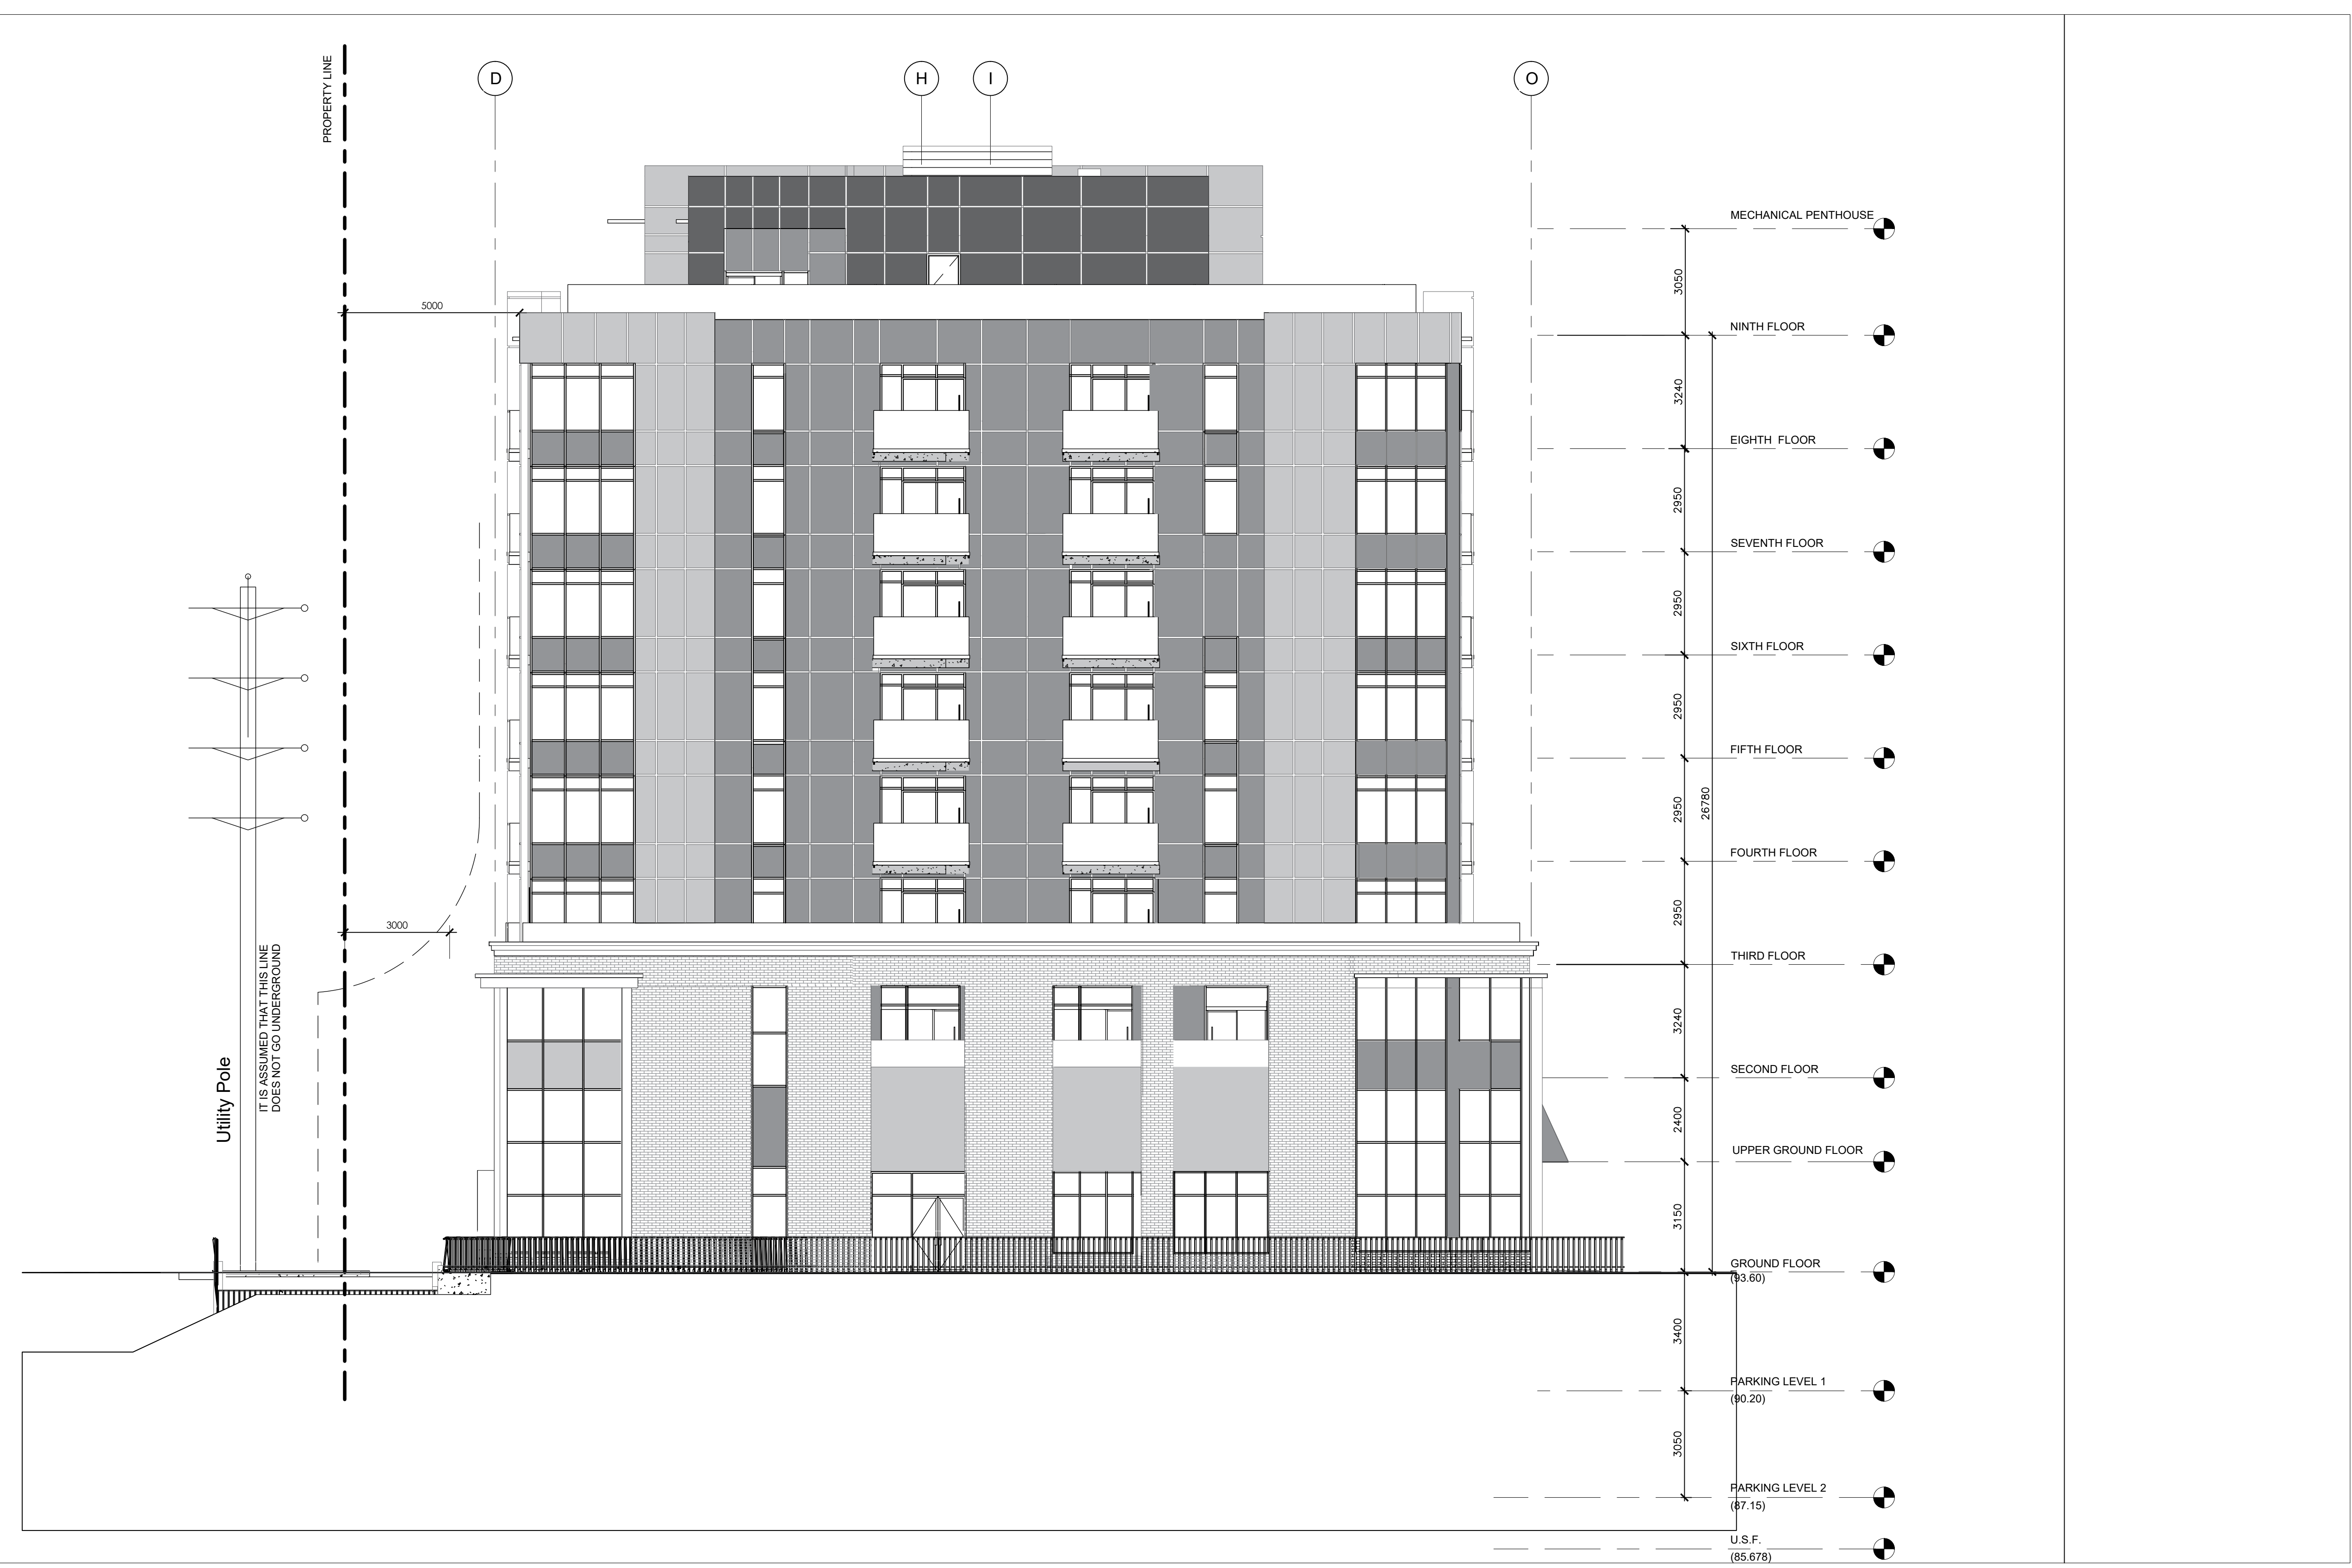 PROPERTY LINE
D
H
I
O
MECHANICAL PENTHOUSE
3050
5000
NINTH FLOOR
3240
EIGHTH FLOOR
2950
SEVENTH FLOOR
2950
SIXTH FLOOR
2950
FIFTH FLOOR
2950
26780
FOURTH FLOOR
2950
3000
THIRD FLOOR
3240
IT IS ASSUMED THAT THIS LINE
DOES NOT GO UNDERGROUND
Utility Pole
SECOND FLOOR
2400
UPPER GROUND FLOOR
3150
GROUND FLOOR
(93.60)
3400
PARKING LEVEL 1
(90.20)
3050
PARKING LEVEL 2
(87.15)
U.S.F.
(85.678)